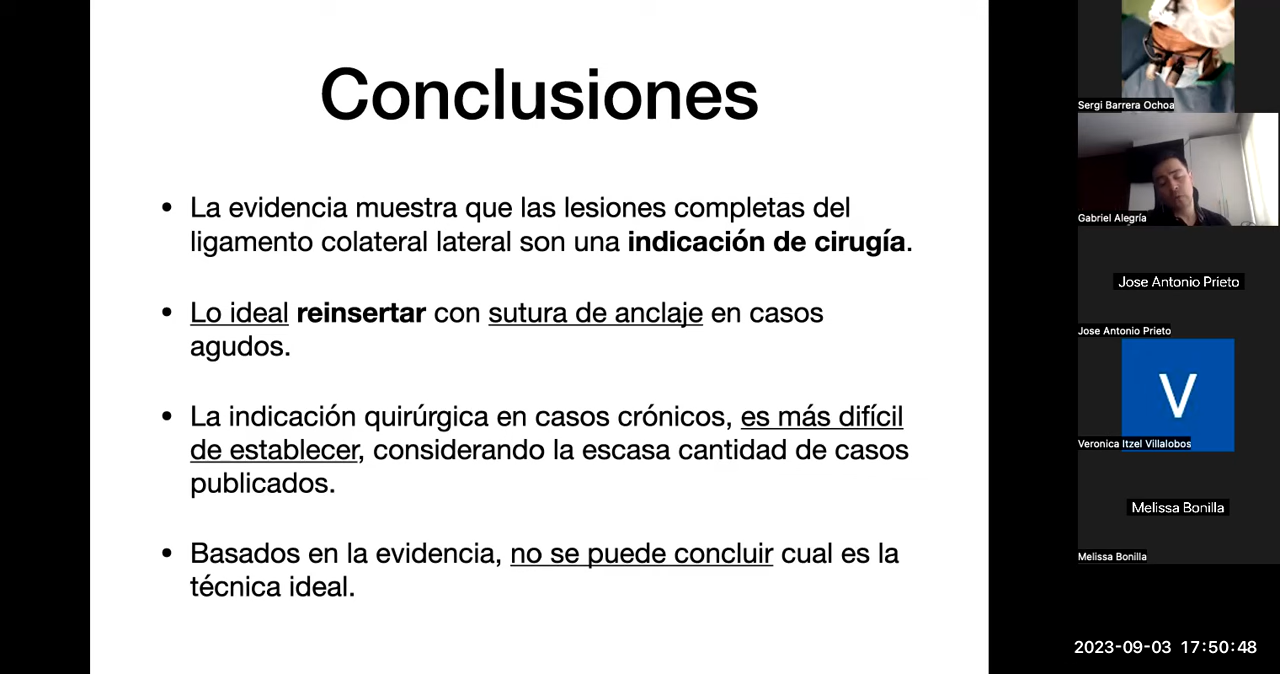 Conclusiones
• La evidencia muestra que las lesiones completas del
ligamento colateral lateral son una indicación de cirugía.
• Lo ideal reinsertar con sutura de anclaje en casos
agudos.
• La indicación quirúrgica en casos crónicos, es más difícil
de establecer, considerando la escasa cantidad de casos
publicados.
• Basados en la evidencia, no se puede concluir cual es la
técnica ideal.
Sergi Barrera Ochoa
Gabriel Alegría
Jose Antonio Prieto
Jose Antonio Prieto
V
Veronica Itzel Villalobos
Melissa Bonilla
Melissa Bonilla
2023-09-03 17:50:48